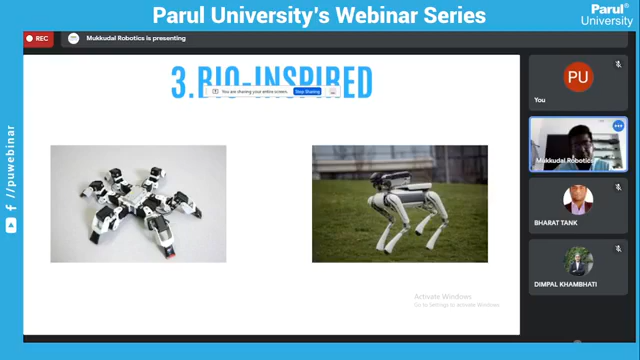 Parul University's Webinar Series
Parul®
University
REC
Mukkudal Robotics is presenting
3.BIO-INSPIRED
You are sharing your entire screen.
Stop Sharing
PU
You
Mukkudal Robotics
BHARAT TANK
DIMPAL KHAMBHATI
Activate Windows
Go to Settings to activate Windows.
//puwebinar